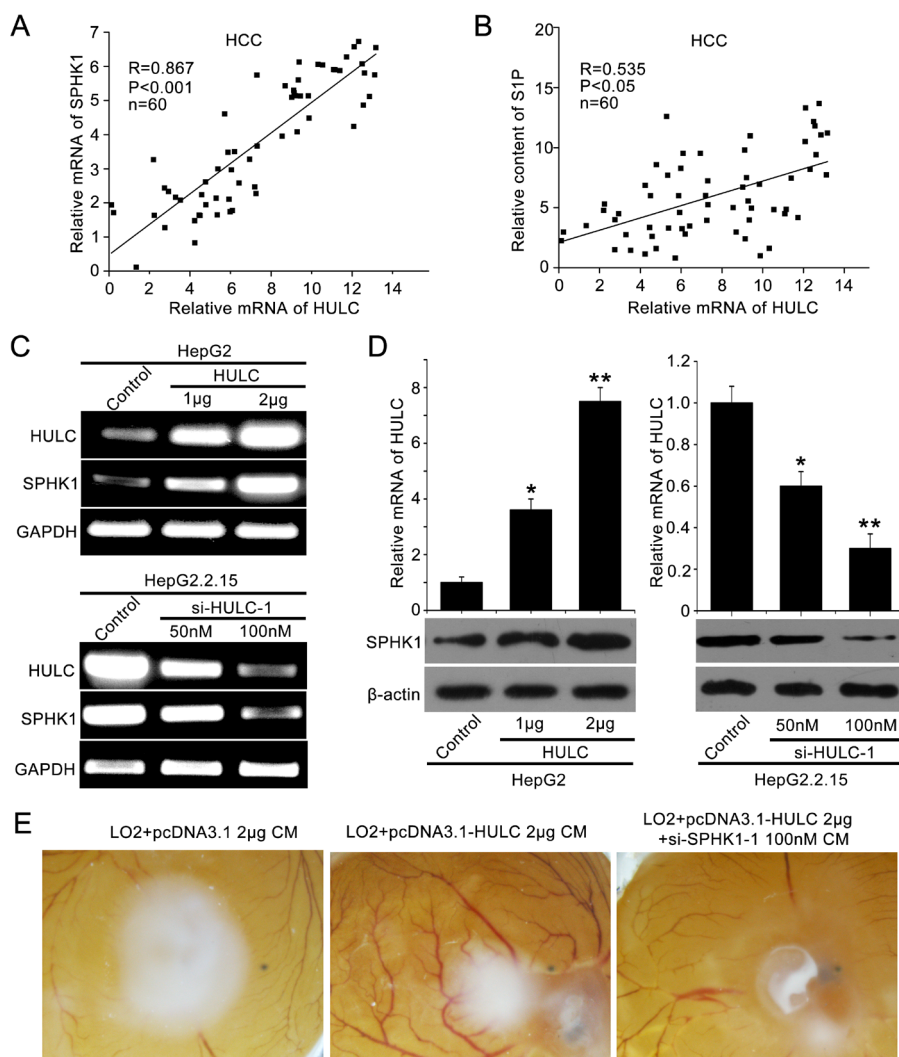 A
HCC
R=0.867
P<0.001
n=60
Relative mRNA of SPHK1
7
6
5
4
3
2
1
0
0 2 4 6 8 10 12 14
Relative mRNA of HULC
B
HCC
R=0.535
P<0.05
n=60
Relative content of S1P
20
15
10
5
0
0 2 4 6 8 10 12 14
Relative mRNA of HULC
C
HepG2
Control
HULC
1μg 2μg
HULC
SPHK1
GAPDH
HepG2.2.15
Control
si-HULC-1
50nM 100nM
HULC
SPHK1
GAPDH
D
Relative mRNA of HULC
8
6
4
2
0
*
**
SPHK1
β-actin
Control
1μg 2μg
HULC
HepG2
Relative mRNA of HULC
1.2
1.0
0.8
0.6
0.4
0.2
0
*
**
Control
50nM 100nM
si-HULC-1
HepG2.2.15
E
LO2+pcDNA3.1 2μg CM
LO2+pcDNA3.1-HULC 2μg CM
LO2+pcDNA3.1-HULC 2μg
+si-SPHK1-1 100nM CM